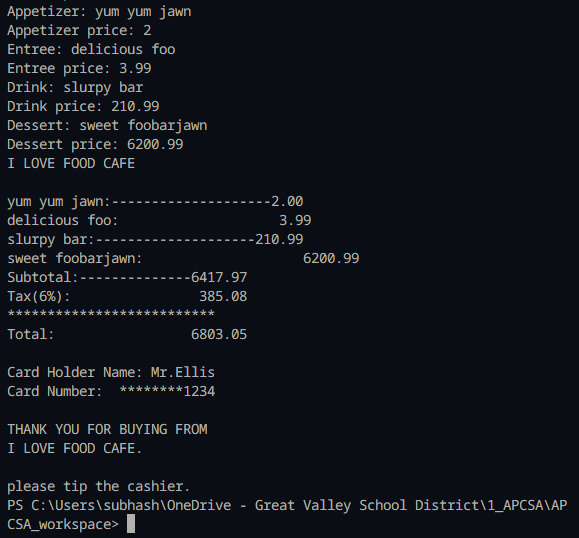 Appetizer: yum yum jawn
Appetizer price: 2
Entree: delicious foo
Entree price: 3.99
Drink: slurpy bar
Drink price: 210.99
Dessert: sweet foobarjawn
Dessert price: 6200.99
I LOVE FOOD CAFE

yum yum jawn:--------------------2.00
delicious foo:                    3.99
slurpy bar:--------------------210.99
sweet foobarjawn:                    6200.99
Subtotal:--------------6417.97
Tax(6%):                385.08
**************************
Total:                 6803.05

Card Holder Name: Mr.Ellis
Card Number:  ********1234

THANK YOU FOR BUYING FROM
I LOVE FOOD CAFE.

please tip the cashier.
PS C:\Users\subhash\OneDrive - Great Valley School District\1_APCSA\AP
CSA_workspace>